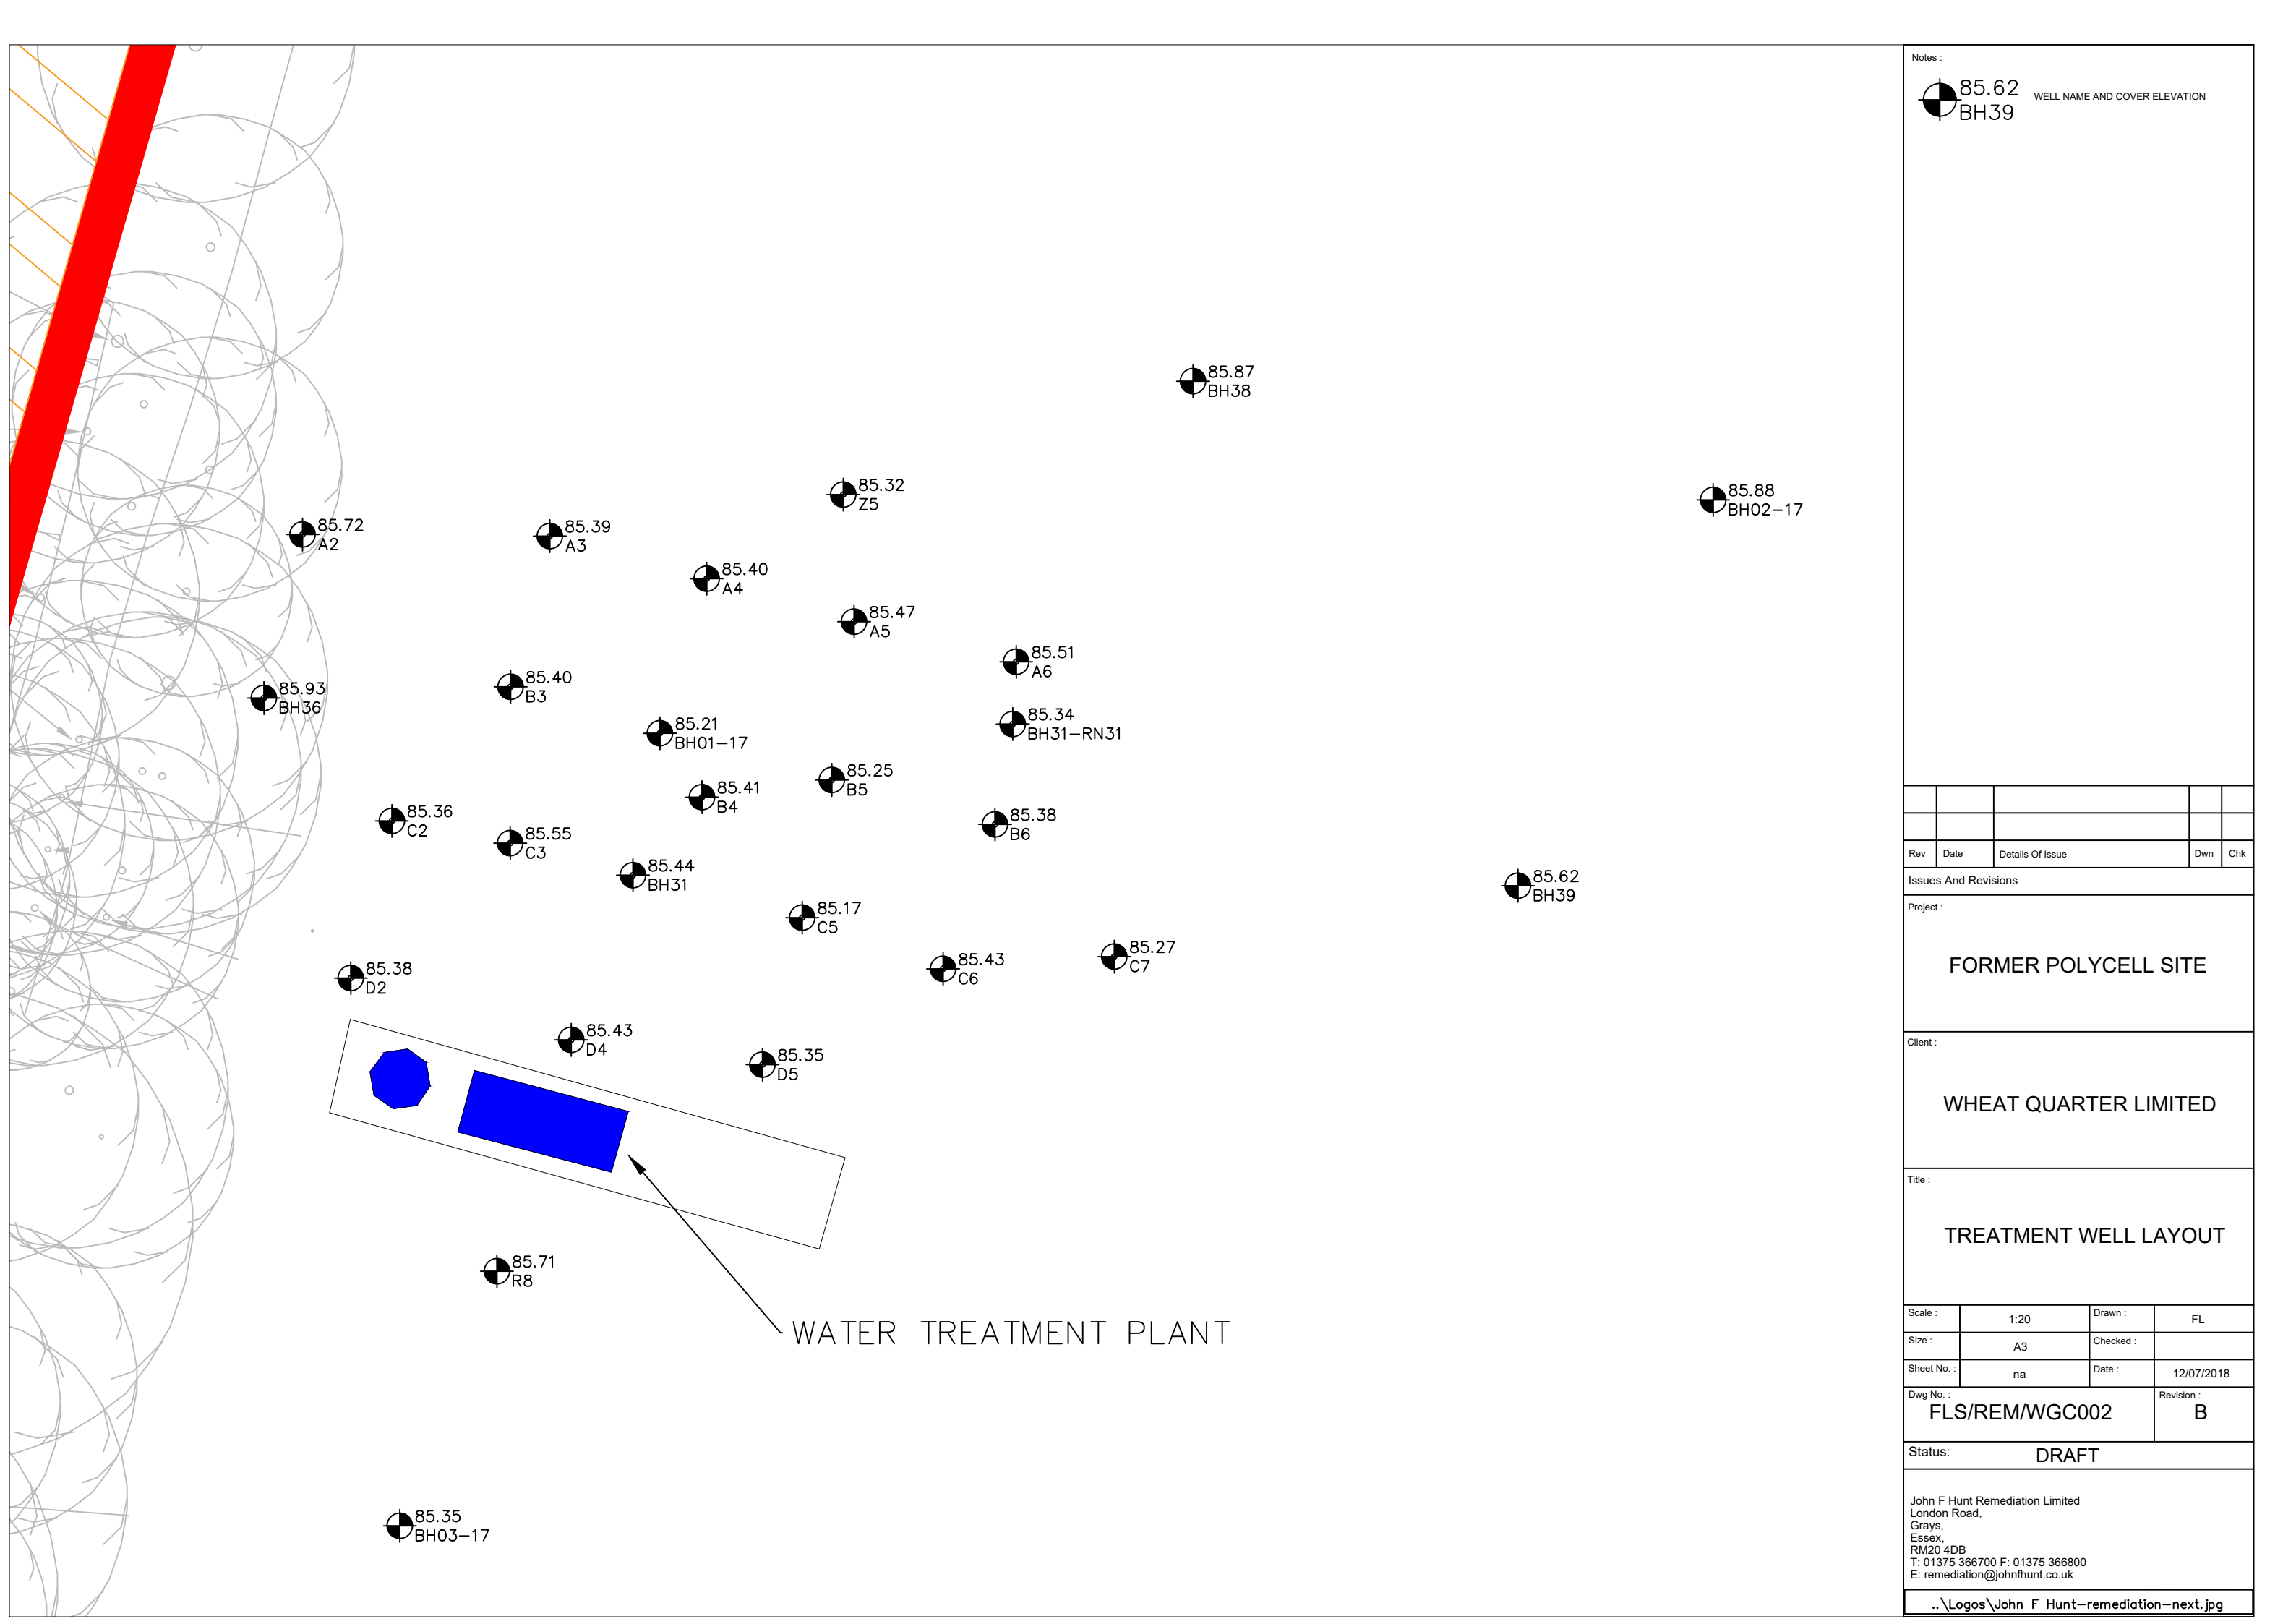 85.87
BH38
85.32
Z5
85.88
BH02-17
85.72
A2
85.39
A3
85.40
A4
85.47
A5
85.51
A6
85.40
B3
85.93
BH36
85.21
BH01-17
85.34
BH31-RN31
85.25
B5
85.41
B4
85.36
C2
85.38
B6
85.55
C3
85.44
BH31
85.62
BH39
85.17
C5
85.43
C6
85.27
C7
85.38
D2
85.43
D4
85.35
D5
85.71
R8
WATER TREATMENT PLANT
85.35
BH03-17
Notes :
85.62
BH39
WELL NAME AND COVER ELEVATION
Rev Date Details Of Issue Dwn Chk
Issues And Revisions
Project :
FORMER POLYCELL SITE
Client :
WHEAT QUARTER LIMITED
Title :
TREATMENT WELL LAYOUT
Scale : 1:20 Drawn : FL
Size : A3 Checked :
Sheet No. : na Date : 12/07/2018
Dwg No. : Revision :
FLS/REM/WGC002 B
Status: DRAFT
John F Hunt Remediation Limited
London Road,
Grays,
Essex,
RM20 4DB
T: 01375 366700 F: 01375 366800
E: remediation@johnfhunt.co.uk
..\Logos\John F Hunt-remediation-next.jpg